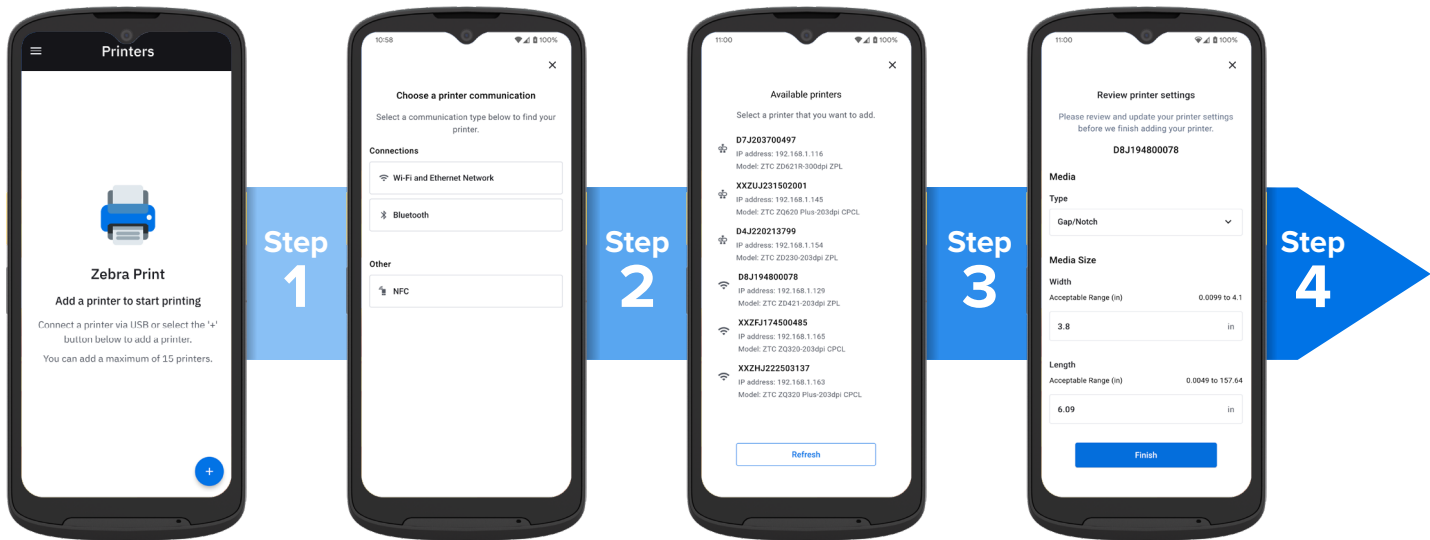 Printers
Zebra Print
Add a printer to start printing
Connect a printer via USB or select the '+'
button below to add a printer.
You can add a maximum of 15 printers.
+
Step
1
10:58
100%
Choose a printer communication
Select a communication type below to find your
printer.
Connections
Wi-Fi and Ethernet Network
Bluetooth
Other
NFC
Step
2
11:00
100%
Available printers
Select a printer that you want to add.
D7J203700497
IP address: 192.168.1.116
Model: ZTC ZD621R-300dpi ZPL
XXZUJ231502001
IP address: 192.168.1.145
Model: ZTC ZQ620 Plus-203dpi CPCL
D4J220213799
IP address: 192.168.1.154
Model: ZTC ZD230-203dpi ZPL
D8J194800078
IP address: 192.168.1.129
Model: ZTC ZD421-203dpi ZPL
XXZFJ174500485
IP address: 192.168.1.165
Model: ZTC ZQ320-203dpi CPCL
XXZHJ222503137
IP address: 192.168.1.163
Model: ZTC ZQ320 Plus-203dpi CPCL
Refresh
Step
3
11:00
100%
Review printer settings
Please review and update your printer settings
before we finish adding your printer.
D8J194800078
Media
Type
Gap/Notch
Media Size
Width
Acceptable Range (in) 0.0099 to 4.1
3.8 in
Length
Acceptable Range (in) 0.0049 to 157.64
6.09 in
Finish
Step
4